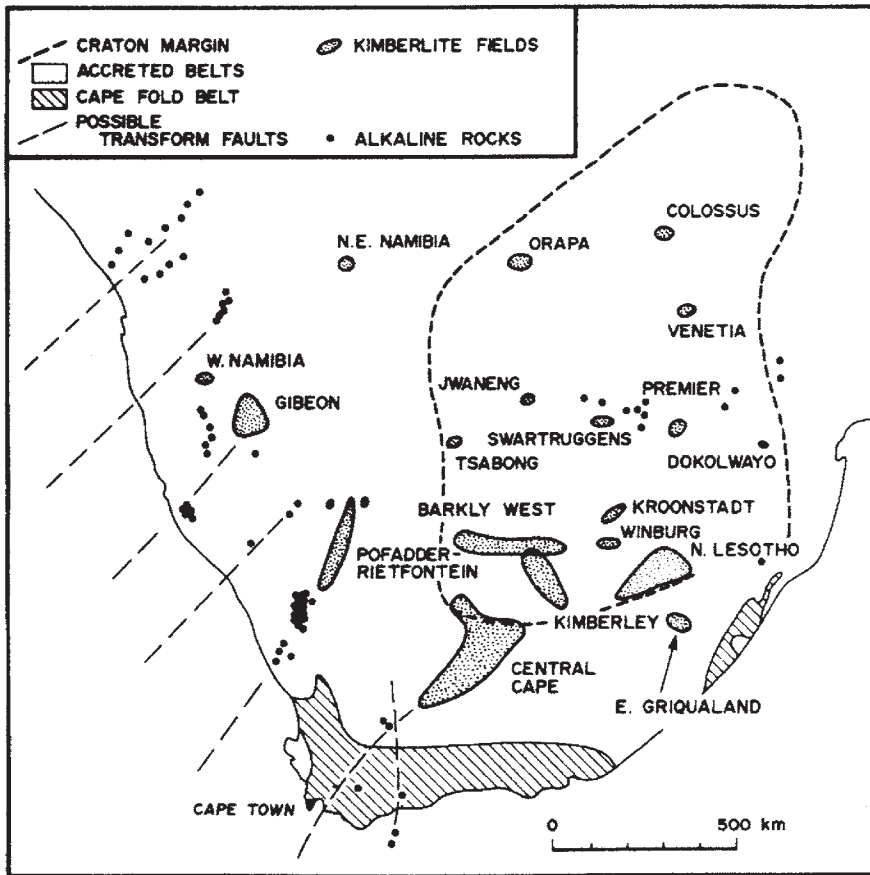 CRATON MARGIN
KIMBERLITE FIELDS
ACCRETED BELTS
CAPE FOLD BELT
POSSIBLE
TRANSFORM FAULTS
ALKALINE ROCKS
COLOSSUS
N.E. NAMIBIA
ORAPA
VENETIA
W. NAMIBIA
GIBEON
JWANENG
PREMIER
SWARTRUGGENS
TSABONG
DOKOLWAYO
BARKLY WEST
KROONSTADT
WINBURG
N. LESOTHO
POFADDER-
RIETFONTEIN
KIMBERLEY
CENTRAL
CAPE
E. GRIQUALAND
CAPE TOWN
0 500 km